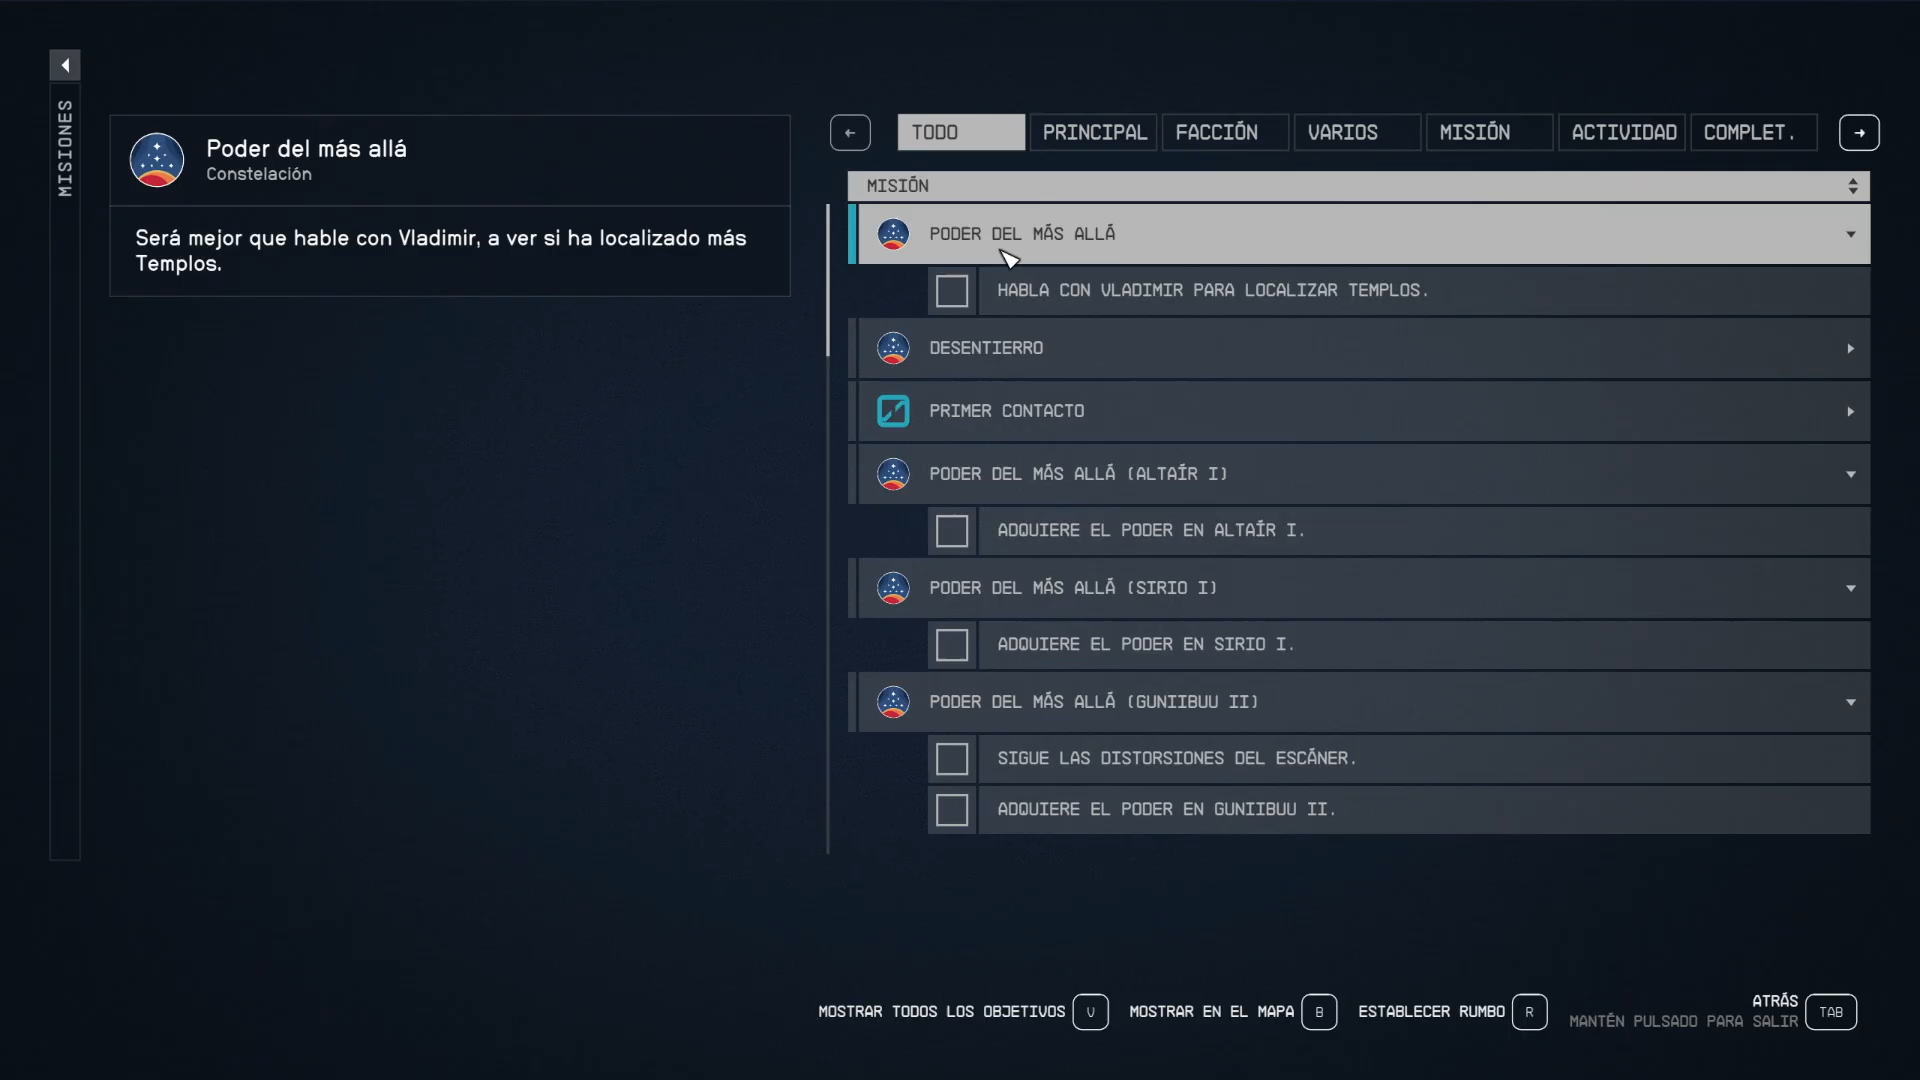 MISIONES
Poder del más allá
Constelación
Será mejor que hable con Vladimir, a ver si ha localizado más
Templos.
TODO
PRINCIPAL
FACCIÓN
VARIOS
MISIÓN
ACTIVIDAD
COMPLET.
MISIÓN
PODER DEL MÁS ALLÁ
HABLA CON VLADIMIR PARA LOCALIZAR TEMPLOS.
DESENTIERRO
PRIMER CONTACTO
PODER DEL MÁS ALLÁ (ALTAÍR I)
ADQUIERE EL PODER EN ALTAÍR I.
PODER DEL MÁS ALLÁ (SIRIO I)
ADQUIERE EL PODER EN SIRIO I.
PODER DEL MÁS ALLÁ (GUNIIBUU II)
SIGUE LAS DISTORSIONES DEL ESCÁNER.
ADQUIERE EL PODER EN GUNIIBUU II.
MOSTRAR TODOS LOS OBJETIVOS V
MOSTRAR EN EL MAPA B
ESTABLECER RUMBO R
ATRÁS
MANTÉN PULSADO PARA SALIR
TAB